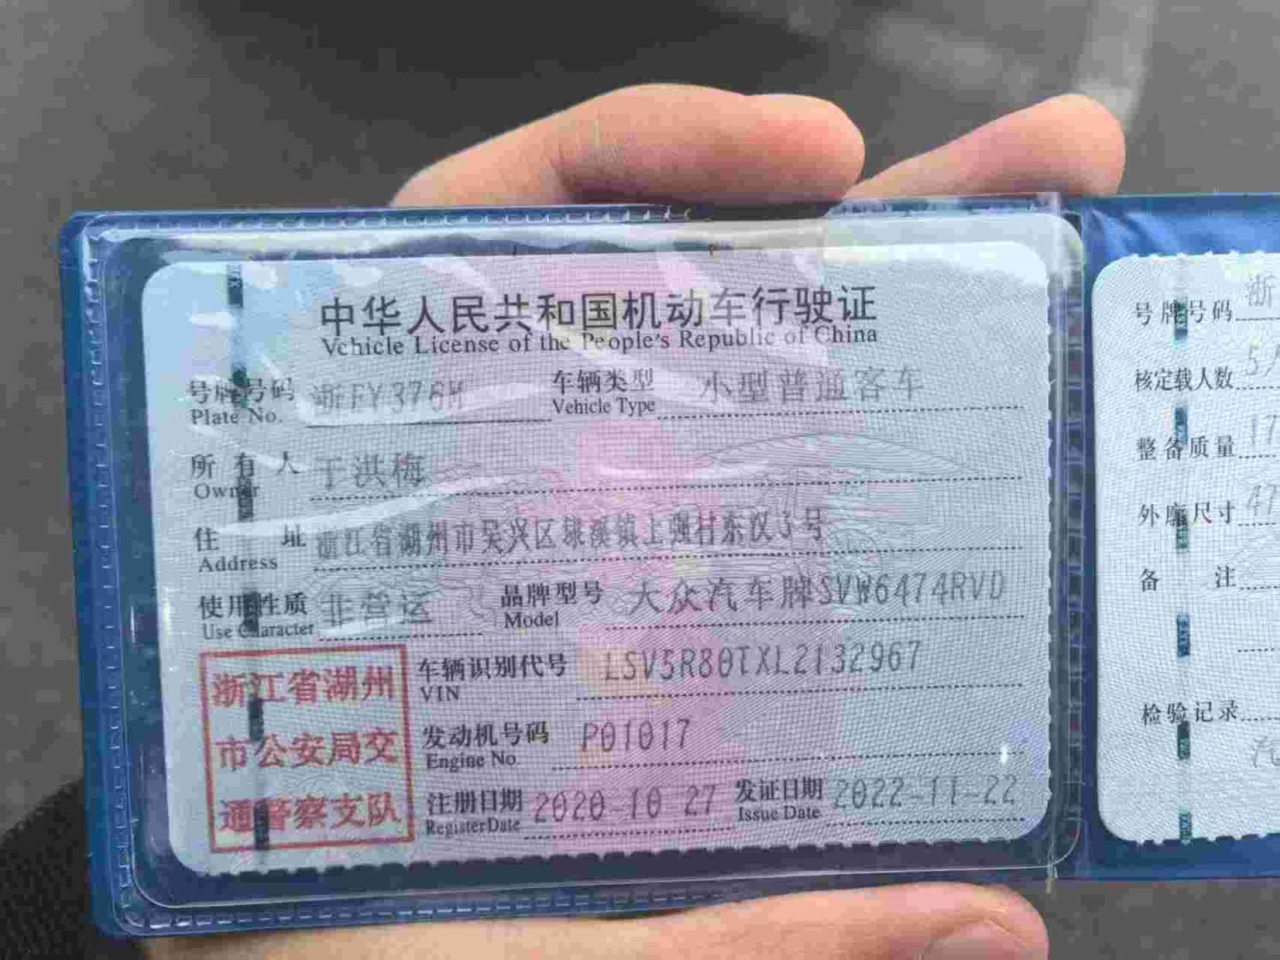 中华人民共和国机动车行驶证
Vehicle License of the People's Republic of China
号牌号码 浙EY376M 车辆类型 小型普通客车
Plate No. Vehicle Type
所有人 于洪梅
Owner
住址 浙江省湖州市吴兴区埭溪镇上强村东汉3号
Address
使用性质 非营运 品牌型号 大众汽车牌SVW6474RVD
Use Character Model
浙江省湖州
市公安局交
通警察支队
车辆识别代号 LSV5R80TXL2132967
VIN
发动机号码 P01017
Engine No.
注册日期 2020-10-27 发证日期 2022-11-22
Register Date Issue Date
号牌号码 浙
核定载人数 5
整备质量 17
外廓尺寸 47
备注
检验记录